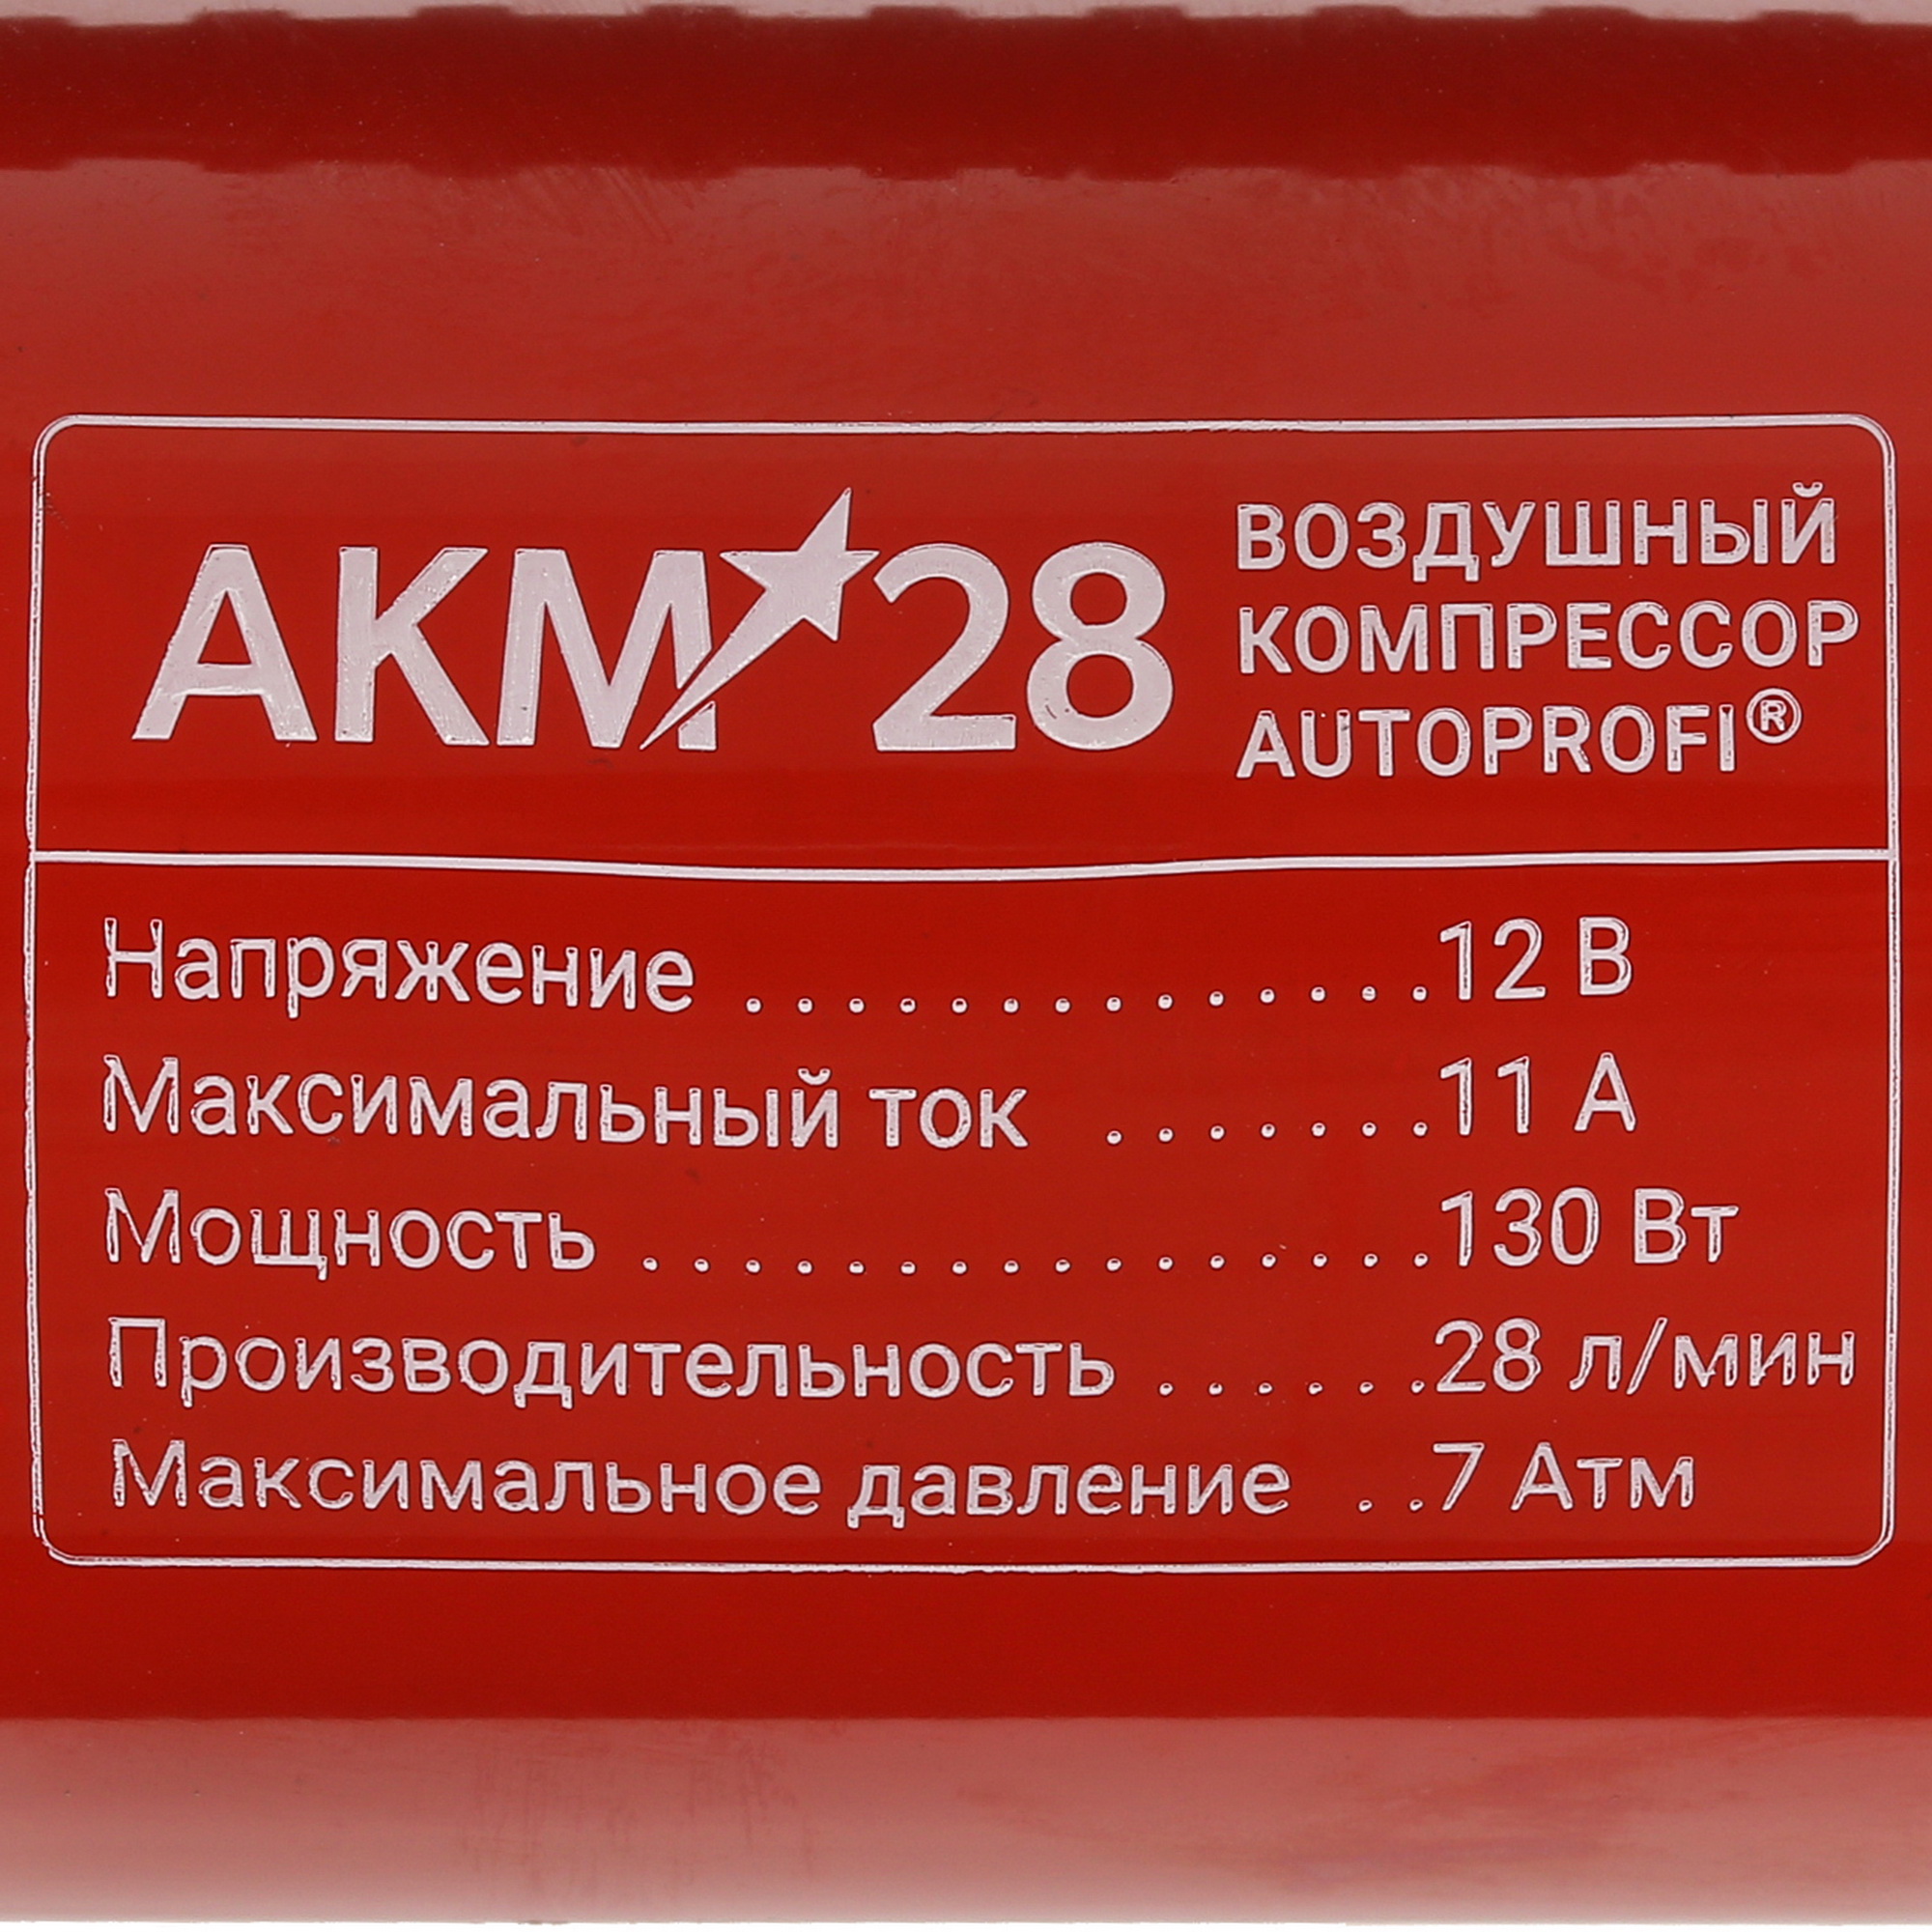 АКМ 28
ВОЗДУШНЫЙ
КОМПРЕССОР
AUTOPROFI®
Напряжение . . . . . . . . . . . . . .12 В
Максимальный ток . . . . . . .11 А
Мощность . . . . . . . . . . . . . . . .130 Вт
Производительность . . . . . .28 л/мин
Максимальное давление . .7 Атм